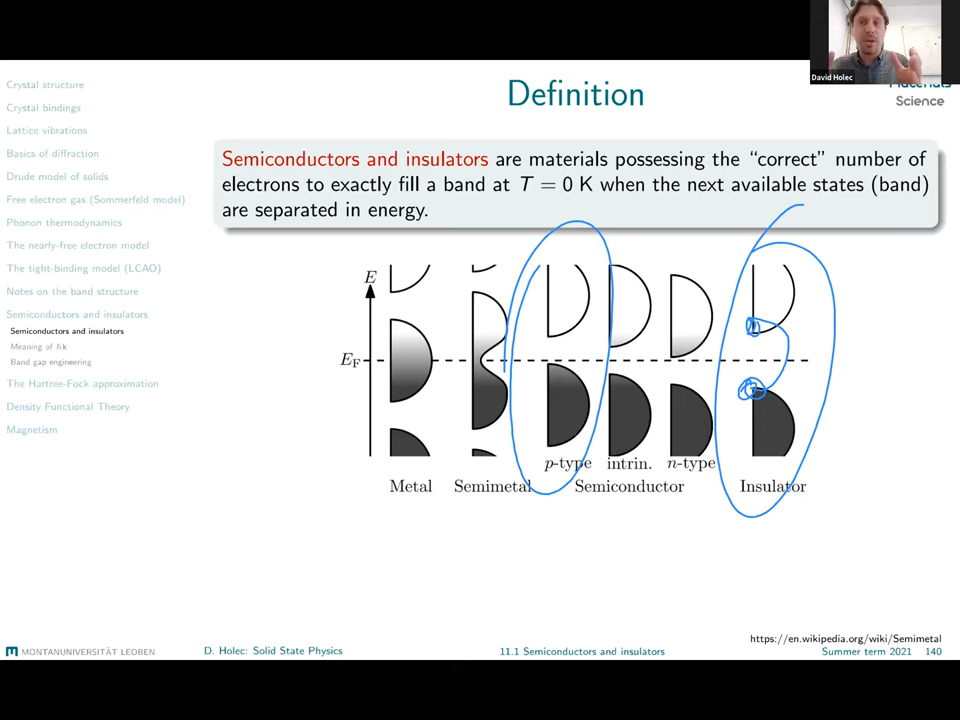 David Holec
Materials
Science
Definition
Crystal structure
Crystal bindings
Lattice vibrations
Basics of diffraction
Drude model of solids
Free electron gas (Sommerfeld model)
Phonon thermodynamics
The nearly-free electron model
The tight-binding model (LCAO)
Notes on the band structure
Semiconductors and insulators
Semiconductors and insulators
Meaning of ℏk
Band gap engineering
The Hartree-Fock approximation
Density Functional Theory
Magnetism
Semiconductors and insulators are materials possessing the “correct” number of
electrons to exactly fill a band at T = 0 K when the next available states (band)
are separated in energy.
E
E_F
p-type intrin. n-type
Metal Semimetal Semiconductor Insulator
https://en.wikipedia.org/wiki/Semimetal
MONTANUNIVERSITÄT LEOBEN D. Holec: Solid State Physics 11.1 Semiconductors and insulators Summer term 2021 140